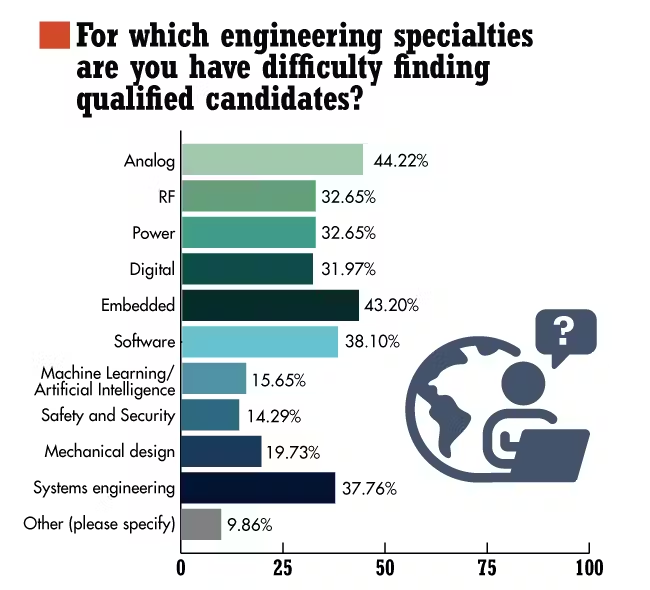 For which engineering specialties
are you have difficulty finding
qualified candidates?
Analog 44.22%
RF 32.65%
Power 32.65%
Digital 31.97%
Embedded 43.20%
Software 38.10%
Machine Learning/
Artificial Intelligence 15.65%
Safety and Security 14.29%
Mechanical design 19.73%
Systems engineering 37.76%
Other (please specify) 9.86%
0 25 50 75 100
?